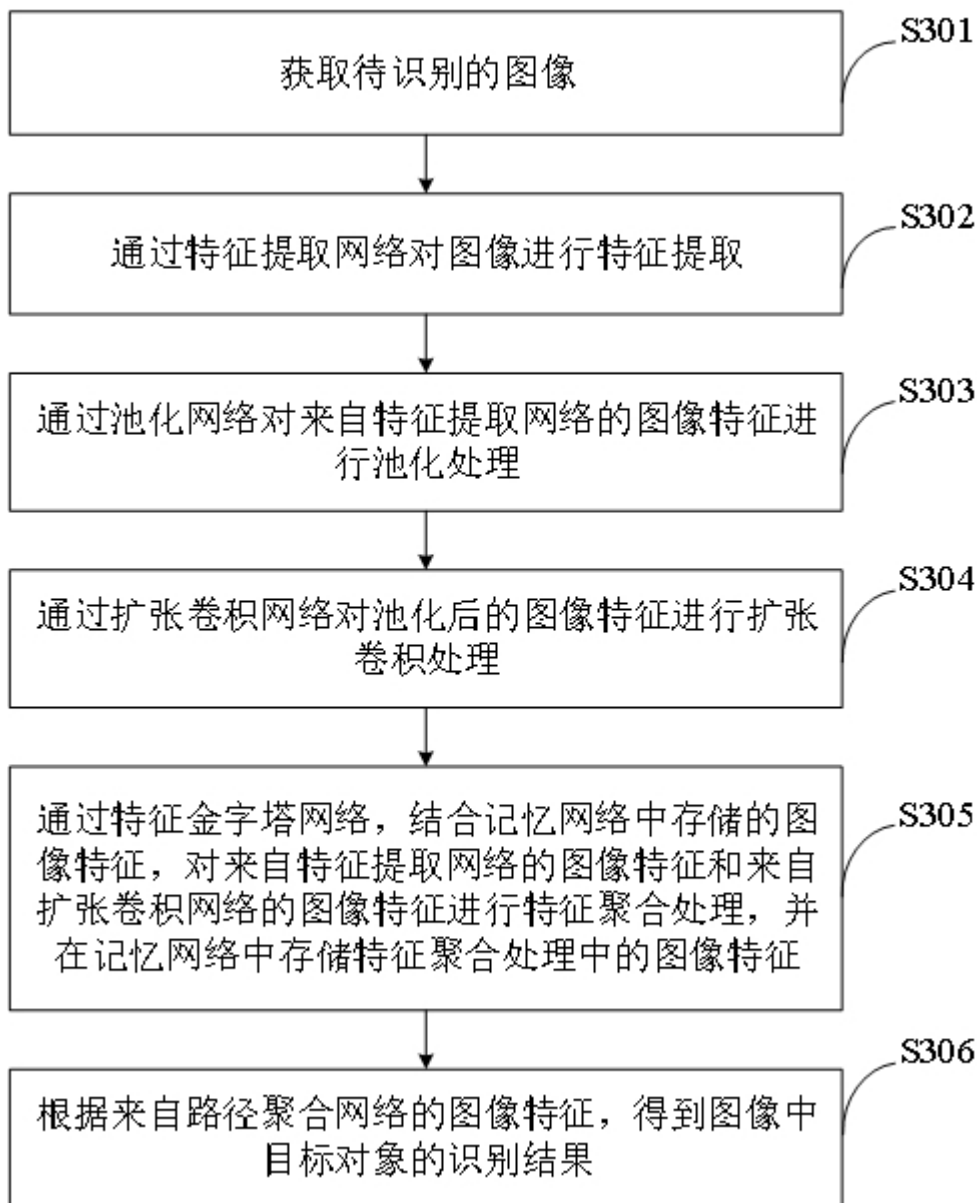 S301
获取待识别的图像
S302
通过特征提取网络对图像进行特征提取
S303
通过池化网络对来自特征提取网络的图像特征进
行池化处理
S304
通过扩张卷积网络对池化后的图像特征进行扩张
卷积处理
S305
通过特征金字塔网络，结合记忆网络中存储的图
像特征，对来自特征提取网络的图像特征和来自
扩张卷积网络的图像特征进行特征聚合处理，并
在记忆网络中存储特征聚合处理中的图像特征
S306
根据来自路径聚合网络的图像特征，得到图像中
目标对象的识别结果